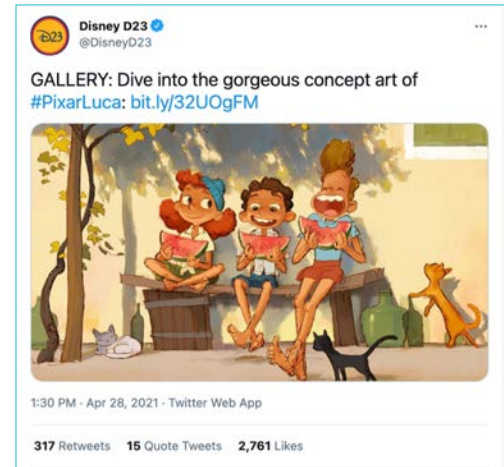 D23
Disney D23
@DisneyD23
GALLERY: Dive into the gorgeous concept art of
#PixarLuca: bit.ly/32UOgFM
1:30 PM · Apr 28, 2021 · Twitter Web App
317 Retweets 15 Quote Tweets 2,761 Likes